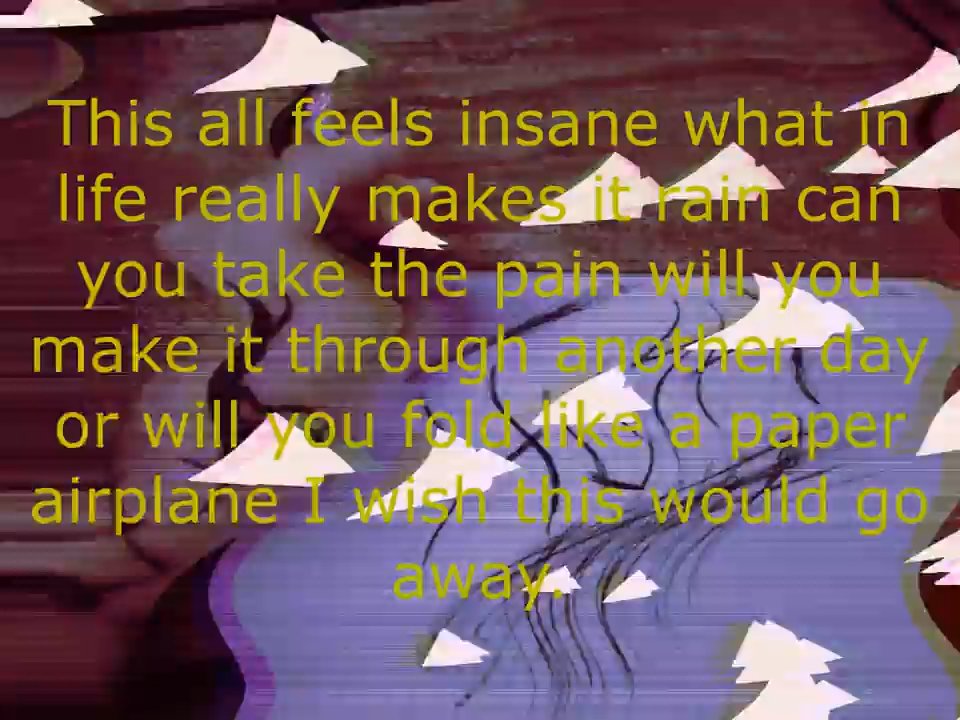 This all feels insane what in
life really makes it rain can
you take the pain will you
make it through another day
or will you fold like a paper
airplane I wish this would go
away.